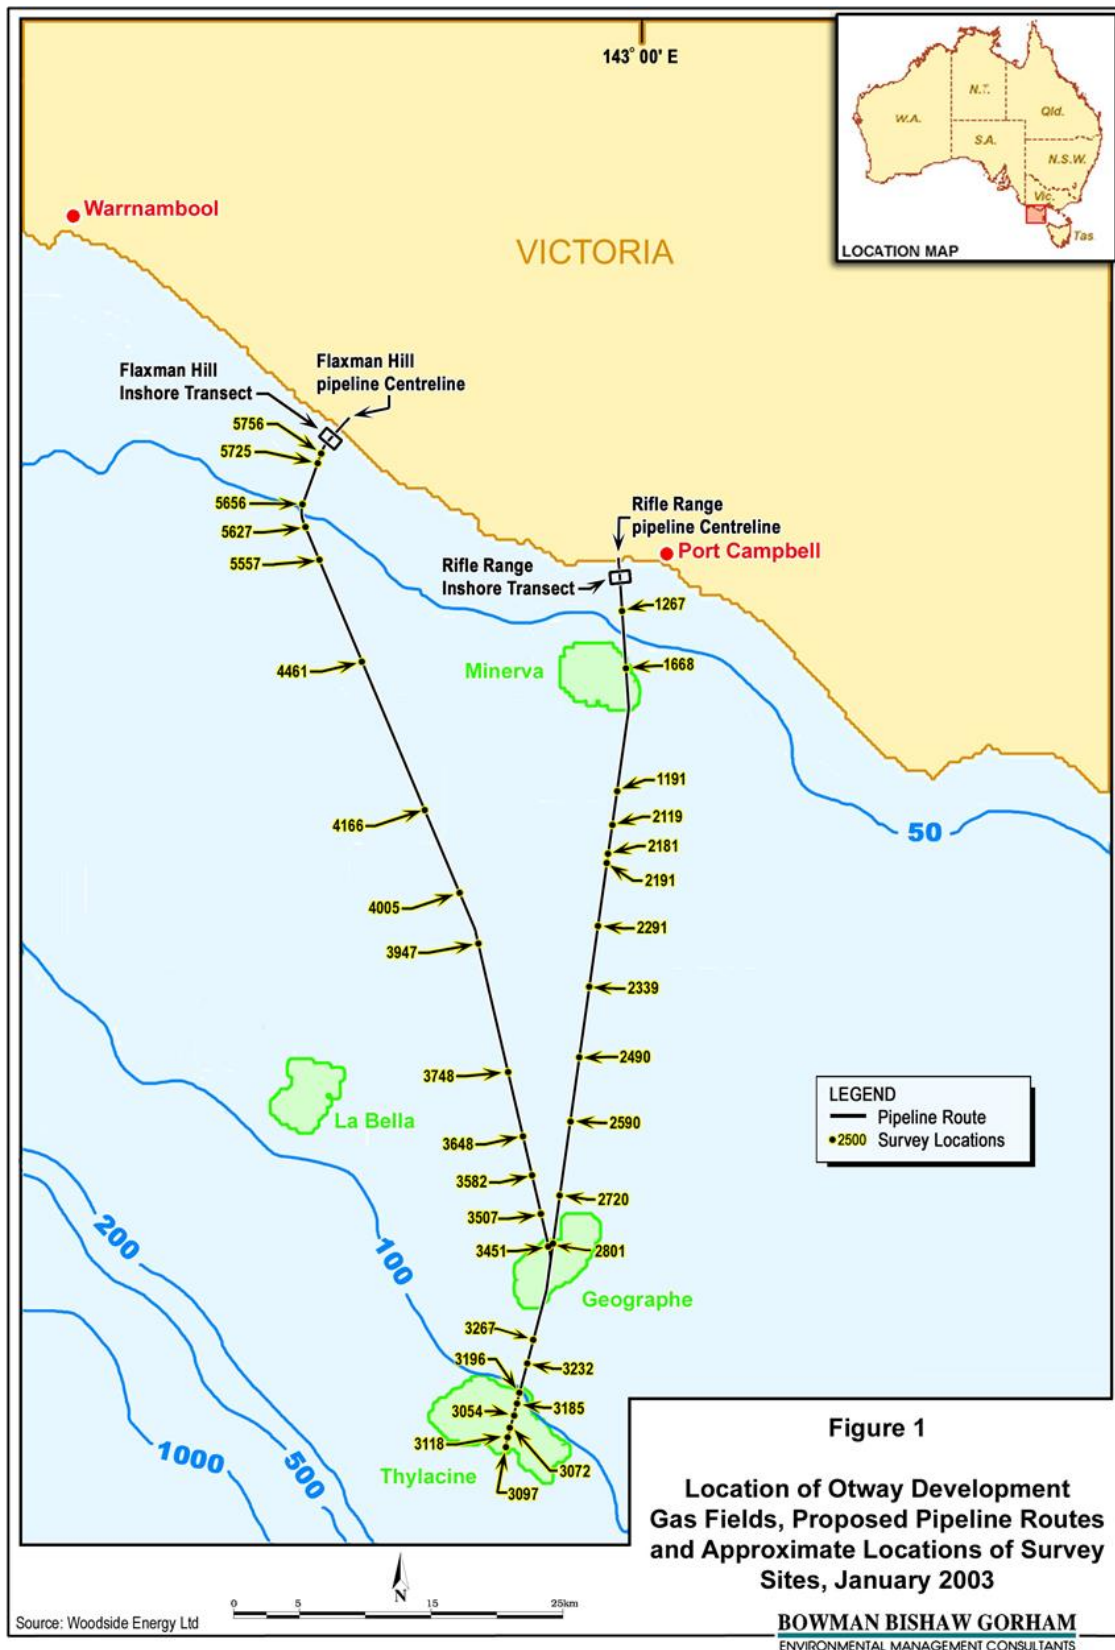 143° 00' E
W.A.
N.T.
Qld.
S.A.
N.S.W.
Vic.
Tas
LOCATION MAP
Warrnambool
VICTORIA
Flaxman Hill
Inshore Transect
Flaxman Hill
pipeline Centreline
5756
5725
5656
5627
5557
Rifle Range
pipeline Centreline
Port Campbell
Rifle Range
Inshore Transect
1267
4461
Minerva
1668
1191
4166
2119
50
2181
2191
4005
2291
3947
2339
2490
3748
LEGEND
Pipeline Route
2500 Survey Locations
La Bella
2590
3648
3582
2720
3507
200
3451
2801
100
Geographe
3267
3196
3232
3054
3185
3118
3072
1000
500
Thylacine
3097
Figure 1
Location of Otway Development
Gas Fields, Proposed Pipeline Routes
and Approximate Locations of Survey
Sites, January 2003
N
0 5 15 25km
Source: Woodside Energy Ltd
BOWMAN BISHAW GORHAM
ENVIRONMENTAL MANAGEMENT CONSULTANTS